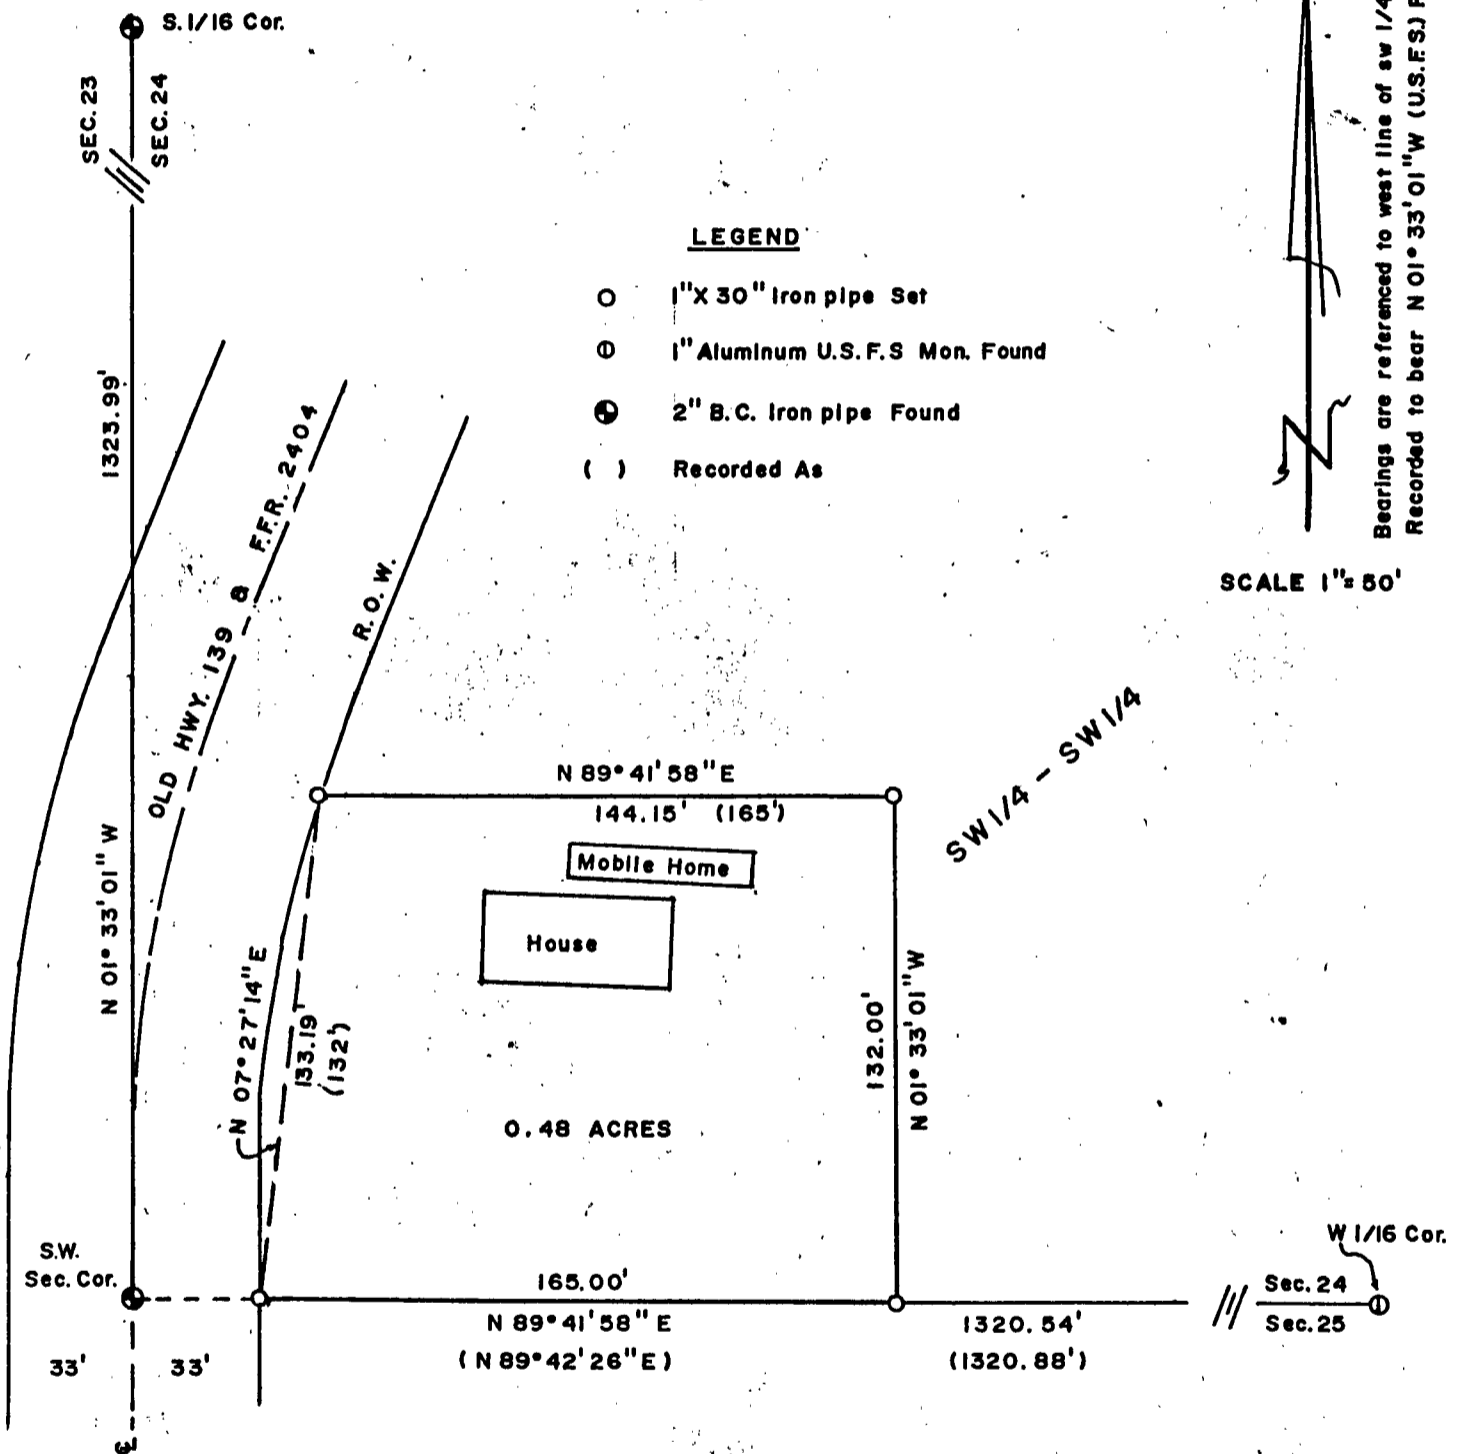 S. 1/16 Cor.
SEC. 23
SEC. 24
Bearings are referenced to west line of sw 1/4
Recorded to bear N 01° 33' 01" W (U.S.F.S.)
LEGEND
1" X 30" Iron pipe Set
1" Aluminum U.S.F.S Mon. Found
2" B.C. Iron pipe Found
( ) Recorded As
N
SCALE 1" = 50'
1323.99'
N 01° 33' 01" W
OLD HWY. 139 & F.F.R. 2404
R.O.W.
SW 1/4 - SW 1/4
N 89° 41' 58" E
144.15' (165')
Mobile Home
House
N 07° 27' 14" E
133.19'
(132')
132.00'
N 01° 33' 01" W
0.48 ACRES
S.W.
Sec. Cor.
W 1/16 Cor.
165.00'
N 89° 41' 58" E
(N 89° 42' 26" E)
Sec. 24
Sec. 25
1320.54'
(1320.88')
33' 33'
℄